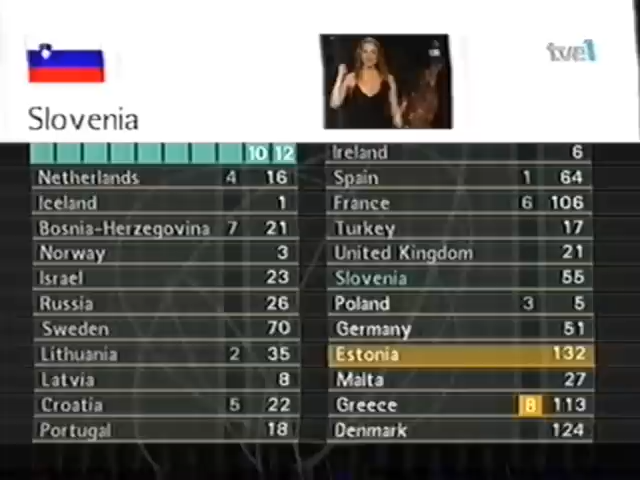 tve1
Slovenia
10 12
Netherlands 4 16
Iceland 1
Bosnia-Herzegovina 7 21
Norway 3
Israel 23
Russia 26
Sweden 70
Lithuania 2 35
Latvia 8
Croatia 5 22
Portugal 18
Ireland 6
Spain 1 64
France 6 106
Turkey 17
United Kingdom 21
Slovenia 55
Poland 3 5
Germany 51
Estonia 132
Malta 27
Greece 8 113
Denmark 124